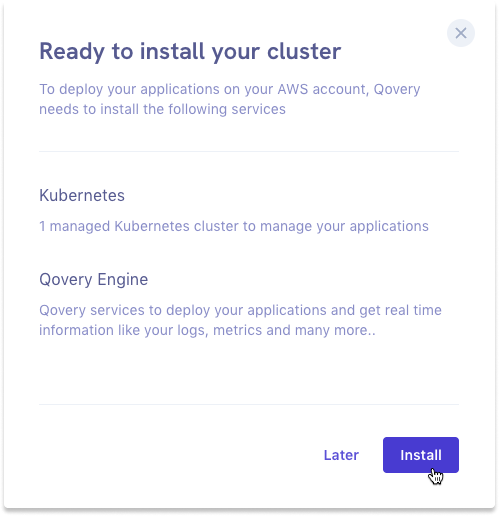 Ready to install your cluster
To deploy your applications on your AWS account, Qovery
needs to install the following services
Kubernetes
1 managed Kubernetes cluster to manage your applications
Qovery Engine
Qovery services to deploy your applications and get real time
information like your logs, metrics and many more..
Later
Install